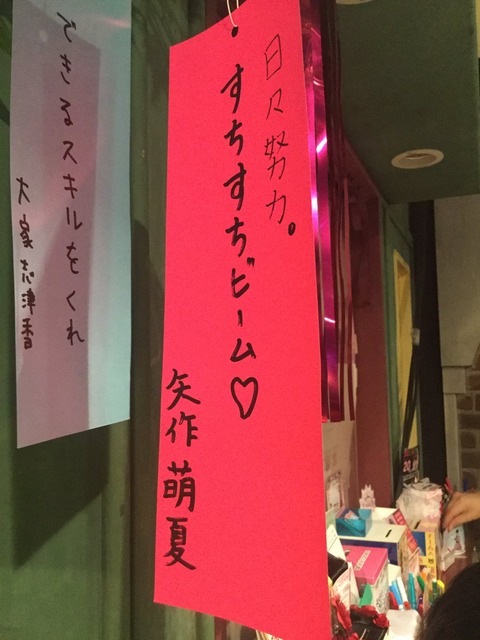 日々努力。
すちすちビーム♡
矢作萌夏
できるスキルをくれ
大家志津香